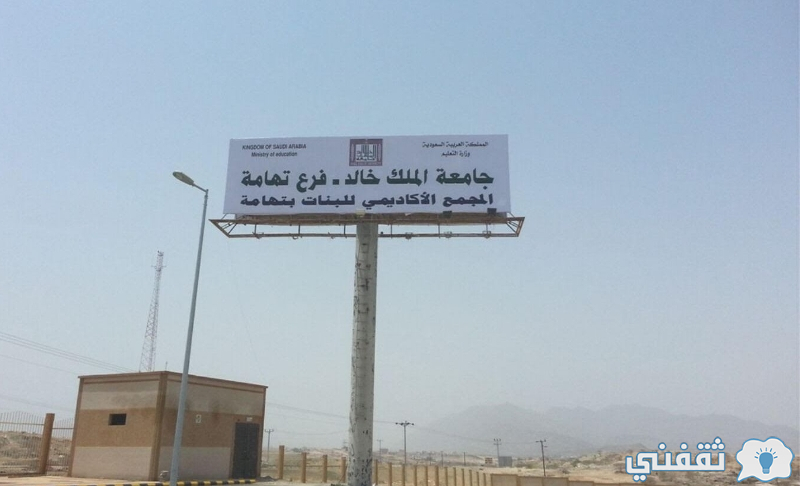 المملكة العربية السعودية
وزارة التعليم
KINGDOM OF SAUDI ARABIA
Ministry of education
جامعة الملك خالد - فرع تهامة
المجمع الأكاديمي للبنات بتهامة
ثقفني